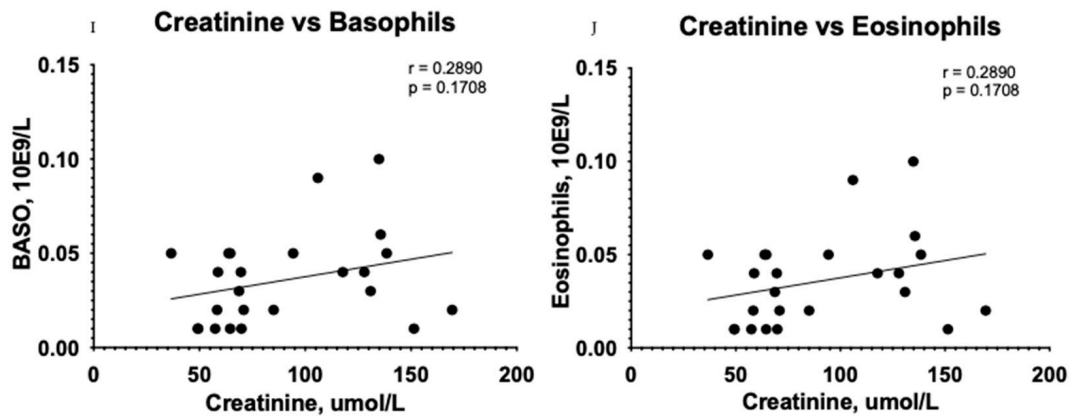 I
Creatinine vs Basophils
r = 0.2890
p = 0.1708
0.15
0.10
0.05
0.00
BASO, 10E9/L
0
50
100
150
200
Creatinine, umol/L
J
Creatinine vs Eosinophils
r = 0.2890
p = 0.1708
0.15
0.10
0.05
0.00
Eosinophils, 10E9/L
0
50
100
150
200
Creatinine, umol/L